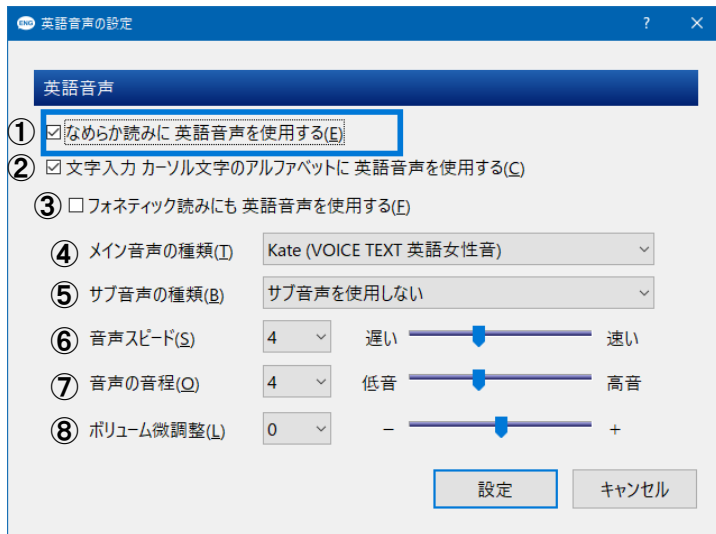 ENG 英語音声の設定 ? ×
英語音声
① なめらか読みに 英語音声を使用する(E)
② 文字入力 カーソル文字のアルファベットに 英語音声を使用する(C)
③ フォネティック読みにも 英語音声を使用する(F)
④ メイン音声の種類(T) Kate (VOICE TEXT 英語女性音)
⑤ サブ音声の種類(B) サブ音声を使用しない
⑥ 音声スピード(S) 4 遅い 速い
⑦ 音声の音程(O) 4 低音 高音
⑧ ボリューム微調整(L) 0 − +
設定 キャンセル